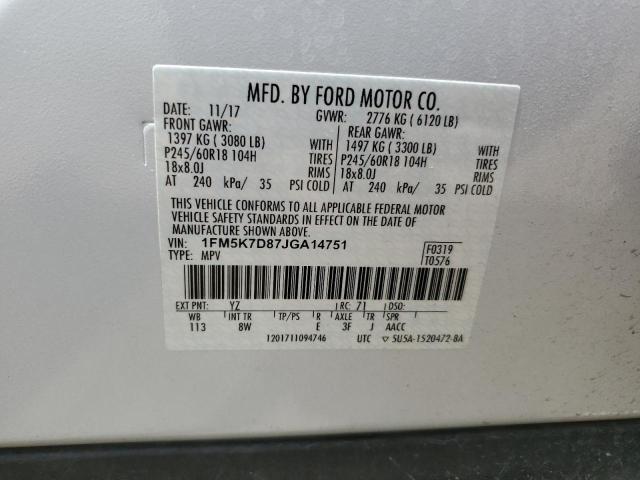 MFD. BY FORD MOTOR CO.
DATE: 11/17 GVWR: 2776 KG ( 6120 LB)
FRONT GAWR: REAR GAWR:
1397 KG ( 3080 LB) WITH 1497 KG ( 3300 LB) WITH
P245/60R18 104H TIRES P245/60R18 104H TIRES
18x8.0J RIMS 18x8.0J RIMS
AT 240 kPa/ 35 PSI COLD AT 240 kPa/ 35 PSI COLD
THIS VEHICLE CONFORMS TO ALL APPLICABLE FEDERAL MOTOR
VEHICLE SAFETY STANDARDS IN EFFECT ON THE DATE OF
MANUFACTURE SHOWN ABOVE.
VIN: 1FM5K7D87JGA14751 F0319
TYPE: MPV T0576
EXT PNT: YZ RC: 71 DSO:
WB INT TR TP/PS R AXLE TR SPR
113 8W E 3F J AACC
1201711094746 UTC ▽ 5U5A-1520472-8A